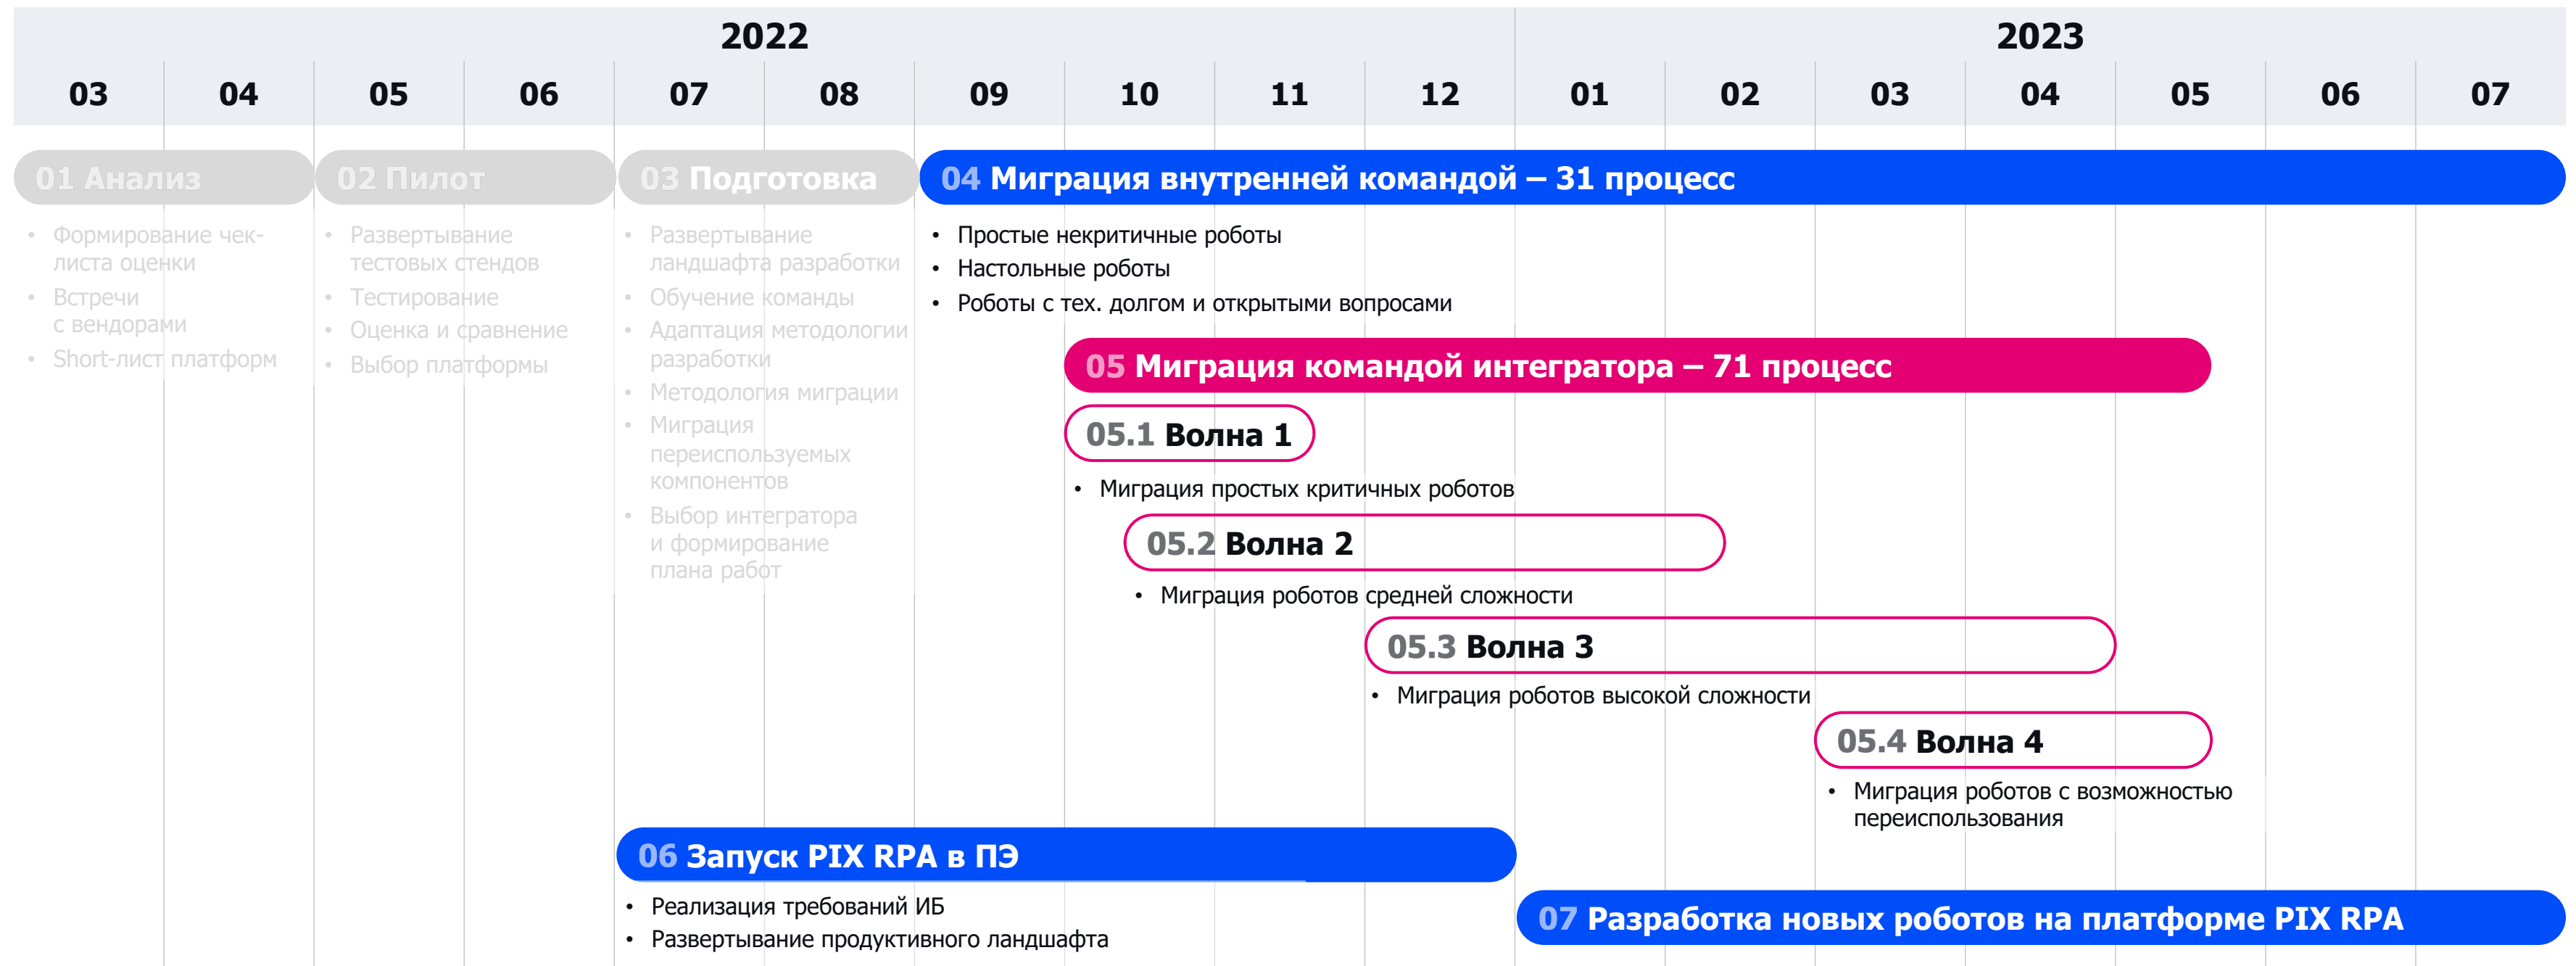 2022
2023
03 04 05 06 07 08 09 10 11 12 01 02 03 04 05 06 07
01 Анализ
• Формирование чек-
листа оценки
• Встречи
с вендорами
• Short-лист платформ
02 Пилот
• Развертывание
тестовых стендов
• Тестирование
• Оценка и сравнение
• Выбор платформы
03 Подготовка
• Развертывание
ландшафта разработки
• Обучение команды
• Адаптация методологии
разработки
• Методология миграции
• Миграция
переиспользуемых
компонентов
• Выбор интегратора
и формирование
плана работ
04 Миграция внутренней командой – 31 процесс
• Простые некритичные роботы
• Настольные роботы
• Роботы с тех. долгом и открытыми вопросами
05 Миграция командой интегратора – 71 процесс
05.1 Волна 1
• Миграция простых критичных роботов
05.2 Волна 2
• Миграция роботов средней сложности
05.3 Волна 3
• Миграция роботов высокой сложности
05.4 Волна 4
• Миграция роботов с возможностью
переиспользования
06 Запуск PIX RPA в ПЭ
• Реализация требований ИБ
• Развертывание продуктивного ландшафта
07 Разработка новых роботов на платформе PIX RPA